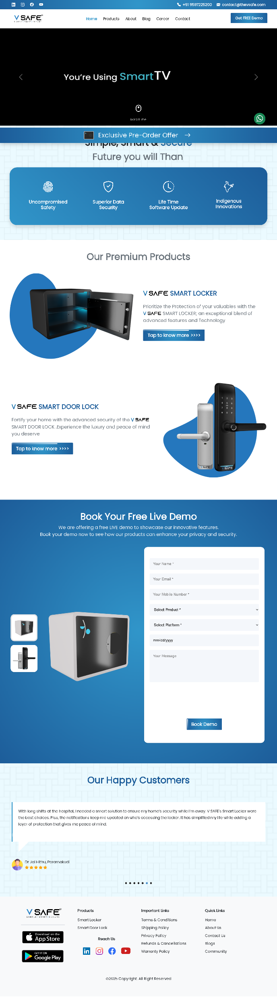 +91 9597225200 contact@thevsafe.com
V SAFE
SIMPLE-SMART-SECURE
Home Products About Blog Career Contact
Get FREE Demo
You're Using SmartTV
scroll me
Exclusive Pre-Order Offer
Simple, Smart & Secure
Future you will Than
Uncompromised
Safety
Superior Data
Security
Life Time
Software Update
Indigenous
Innovations
Our Premium Products
V SAFE SMART LOCKER
Prioritize the Protection of your valuables with the
V SAFE SMART LOCKER; an exceptional blend of
advanced features and Technology
Tap to know more >>>>
V SAFE SMART DOOR LOCK
Fortify your home with the advanced security of the V SAFE
SMART DOOR LOCK .Experience the luxury and peace of mind
you deserve
Tap to know more >>>>
1 2 3
4 5 6
7 8 9
V SAFE
V SAFE
Book Your Free Live Demo
We are offering a free LIVE demo to showcase our innovative features.
Book your demo now to see how our products can enhance your privacy and security.
Your Name *
Your Email *
Your Mobile Number *
Select Product *
Select Platform *
mm/dd/yyyy
Your Message
Book Demo
Our Happy Customers
With long shifts at the hospital, I needed a smart solution to ensure my home's security while I'm away. V SAFE's Smart Locker were
the best choices. Plus, the notifications keep me updated on who's accessing the locker. It has simplified my life while adding a
layer of protection that gives me peace of mind.
Dr Jai Hithu, Paramakudi
V SAFE
SIMPLE-SMART-SECURE
Download on the
App Store
GET IT ON
Google Play
Products
Smart Locker
Smart Door Lock
Reach Us
Important Links
Terms & Conditions
Shipping Policy
Privacy Policy
Refunds & Cancellations
Warrenty Policy
Quick Links
Home
About Us
Contact Us
Blogs
Community
©2025 Copyright. All Right Reserved